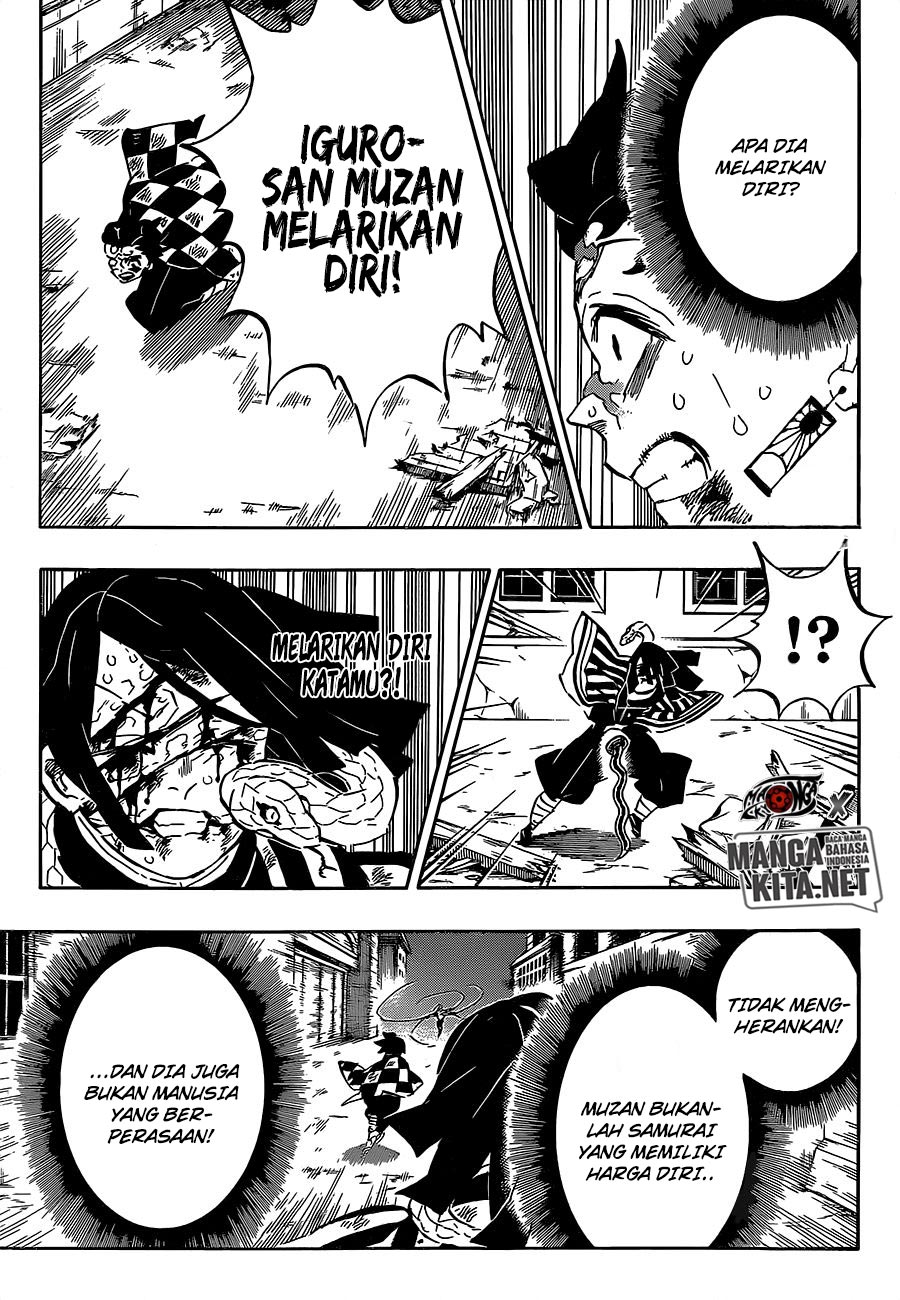 APA DIA
MELARIKAN
DIRI?
IGURO-
SAN MUZAN
MELARIKAN
DIRI!
!?
MELARIKAN DIRI
KATAMU?!
X
MANGA
KITA.NET
BACA MANGA
BAHASA
INDONESIA
TIDAK MENG-
HERANKAN!
MUZAN BUKAN-
LAH SAMURAI
YANG MEMILIKI
HARGA DIRI..
...DAN DIA JUGA
BUKAN MANUSIA
YANG BER-
PERASAAN!